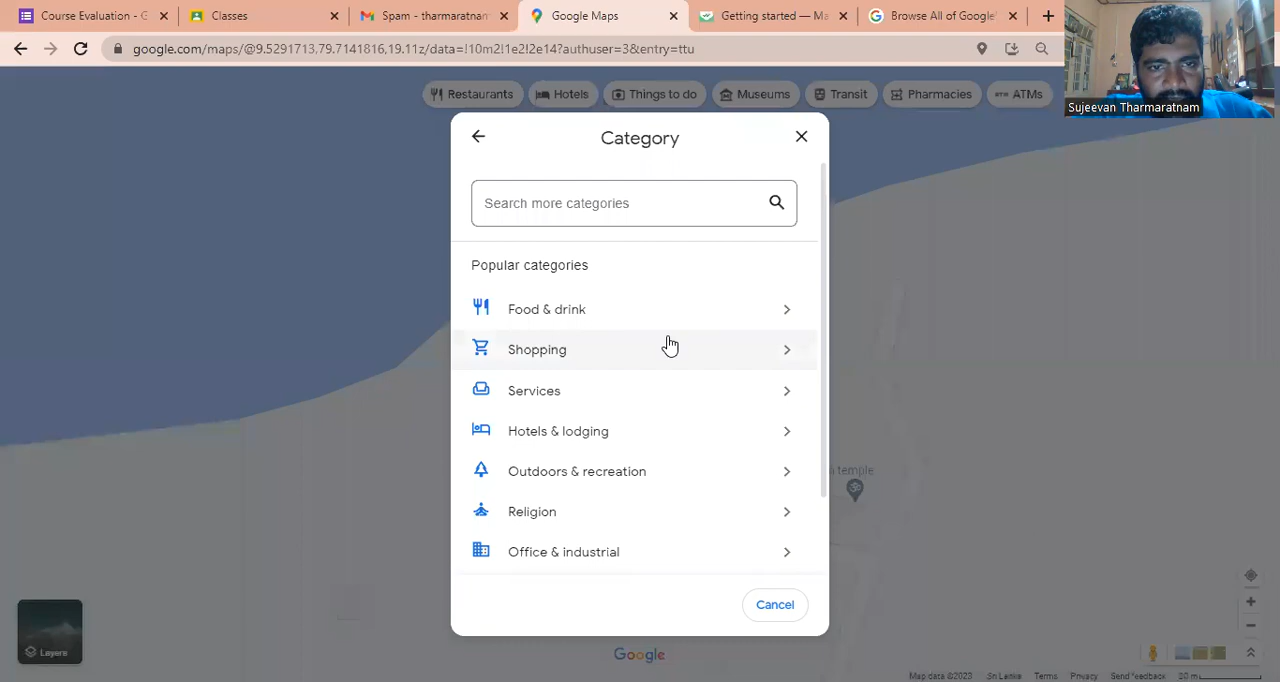 Course Evaluation - G
Classes
Spam - tharmaratnam
Google Maps
Getting started — Ma
Browse All of Google'
google.com/maps/@9.5291713,79.7141816,19.11z/data=!10m2!1e2!2e14?authuser=3&entry=ttu
Restaurants Hotels Things to do Museums Transit Pharmacies ATMs
Sujeevan Tharmaratnam
Category
Search more categories
Popular categories
Food & drink
Shopping
Services
Hotels & lodging
Outdoors & recreation
Religion
Office & industrial
Cancel
temple
Layers
Google
Map data ©2023 Sri Lanka Terms Privacy Send feedback